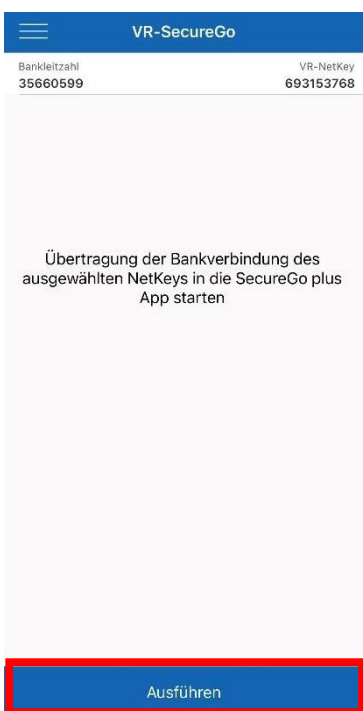 VR-SecureGo
Bankleitzahl VR-NetKey
35660599 693153768
Übertragung der Bankverbindung des
ausgewählten NetKeys in die SecureGo plus
App starten
Ausführen